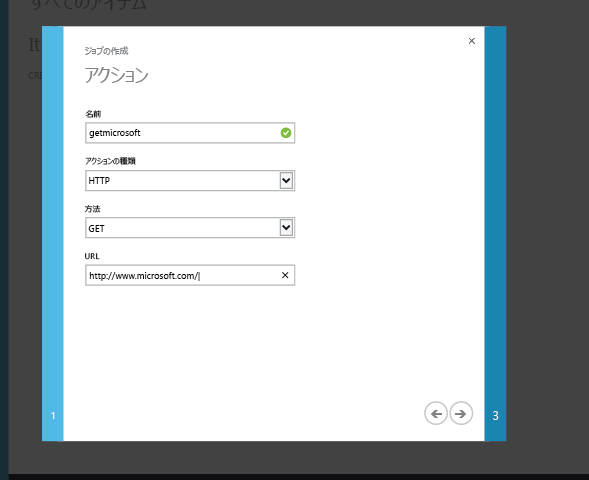 すべてのアイテム
It
CRE
ジョブの作成
アクション
名前
getmicrosoft
アクションの種類
HTTP
方法
GET
URL
http://www.microsoft.com/
1
3